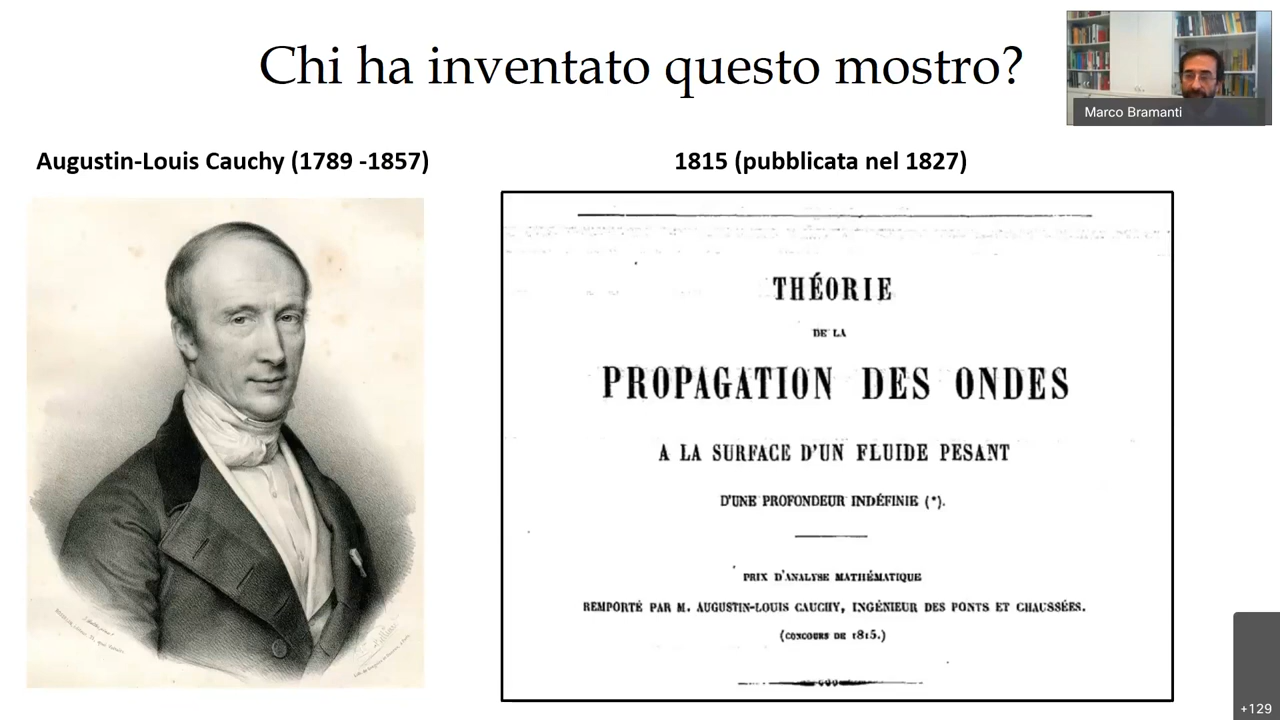 Chi ha inventato questo mostro?
Marco Bramanti
Augustin-Louis Cauchy (1789 -1857)
1815 (pubblicata nel 1827)
THÉORIE
DE LA
PROPAGATION DES ONDES
A LA SURFACE D'UN FLUIDE PESANT
D'UNE PROFONDEUR INDÉFINIE (*).
PRIX D'ANALYSE MATHÉMATIQUE
REMPORTÉ PAR M. AUGUSTIN-LOUIS CAUCHY, INGÉNIEUR DES PONTS ET CHAUSSÉES.
(CONCOURS DE 1815.)
+129